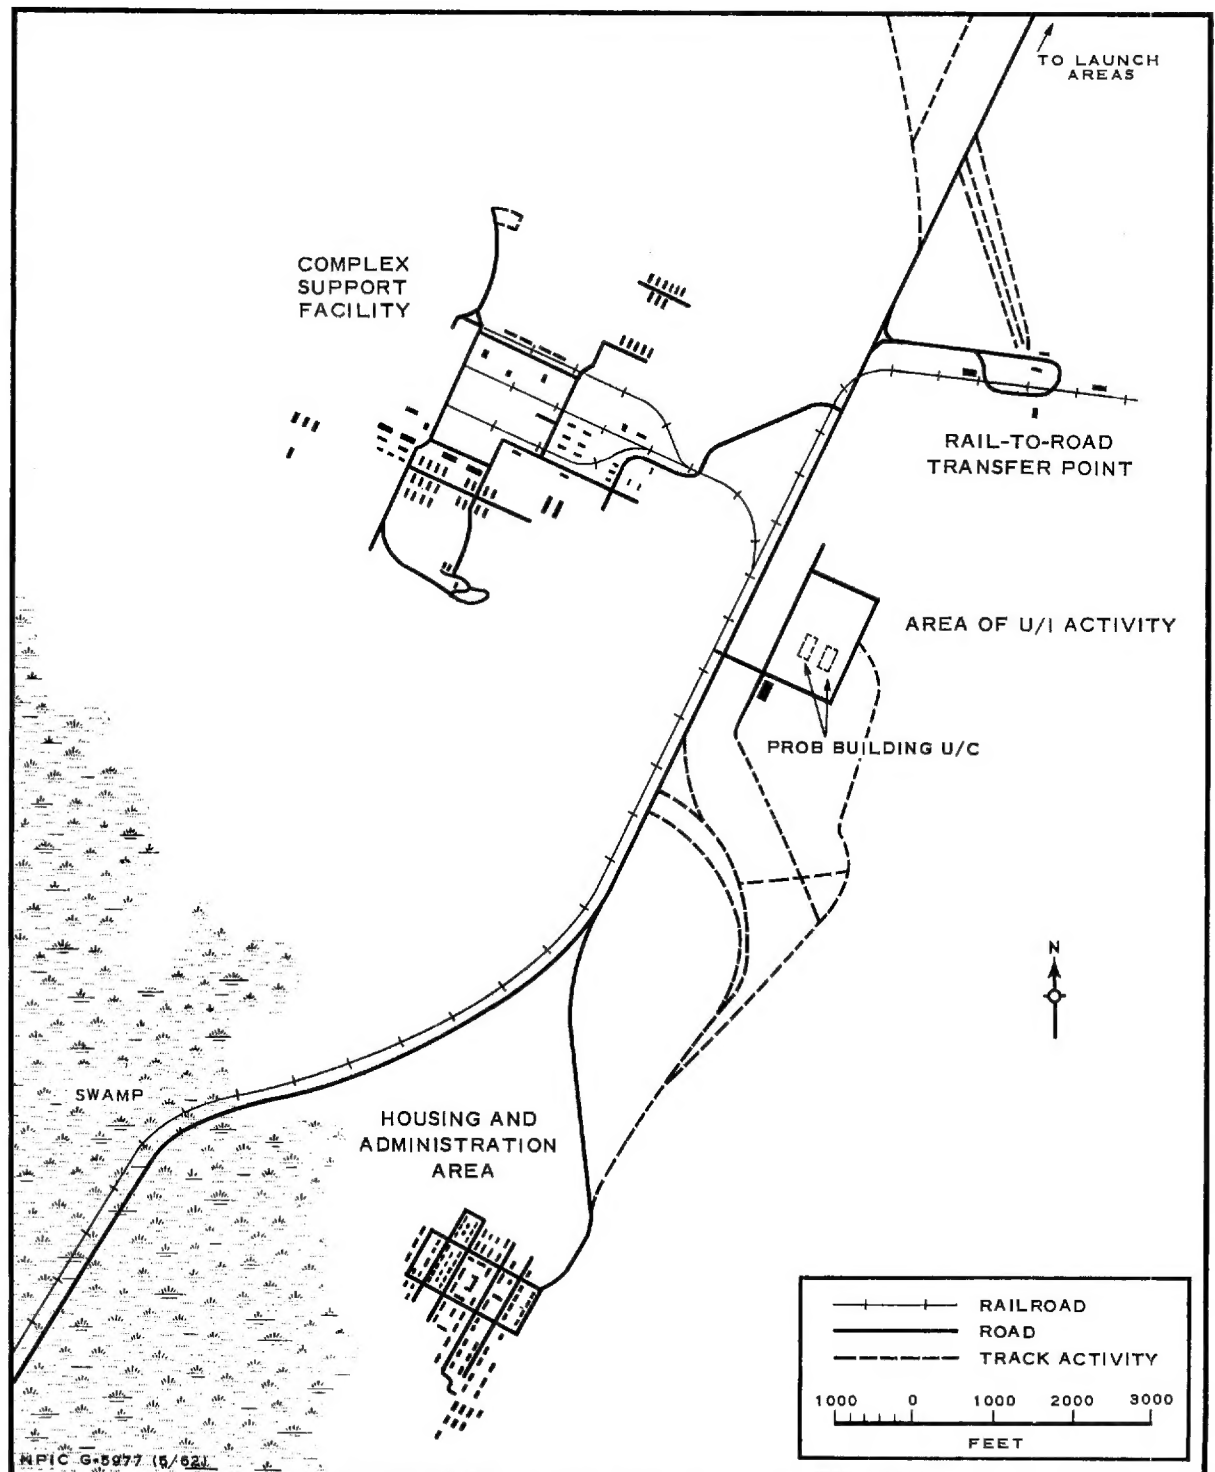 TO LAUNCH
AREAS
COMPLEX
SUPPORT
FACILITY
RAIL-TO-ROAD
TRANSFER POINT
AREA OF U/I ACTIVITY
PROB BUILDING U/C
N
SWAMP
HOUSING AND
ADMINISTRATION
AREA
RAILROAD
ROAD
TRACK ACTIVITY
1000 0 1000 2000 3000
FEET
NPIC G-5977 (5/62)